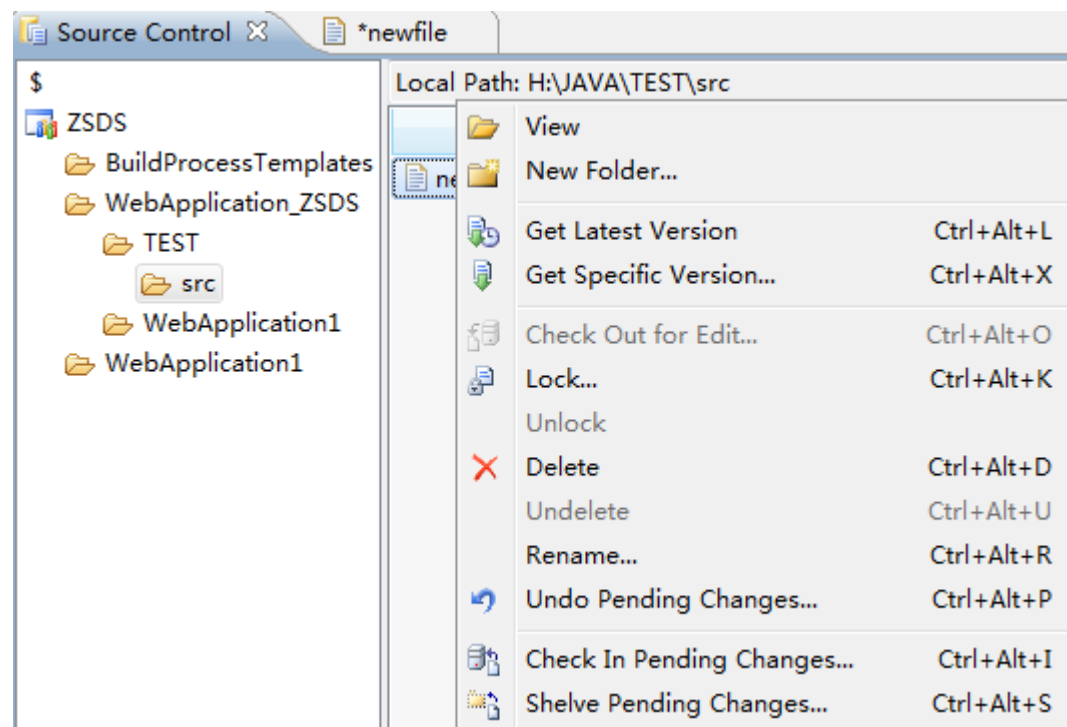 Source Control
*newfile
$
ZSDS
BuildProcessTemplates
WebApplication_ZSDS
TEST
src
WebApplication1
WebApplication1
Local Path: H:\JAVA\TEST\src
ne
View
New Folder...
Get Latest Version Ctrl+Alt+L
Get Specific Version... Ctrl+Alt+X
Check Out for Edit... Ctrl+Alt+O
Lock... Ctrl+Alt+K
Unlock
Delete Ctrl+Alt+D
Undelete Ctrl+Alt+U
Rename... Ctrl+Alt+R
Undo Pending Changes... Ctrl+Alt+P
Check In Pending Changes... Ctrl+Alt+I
Shelve Pending Changes... Ctrl+Alt+S